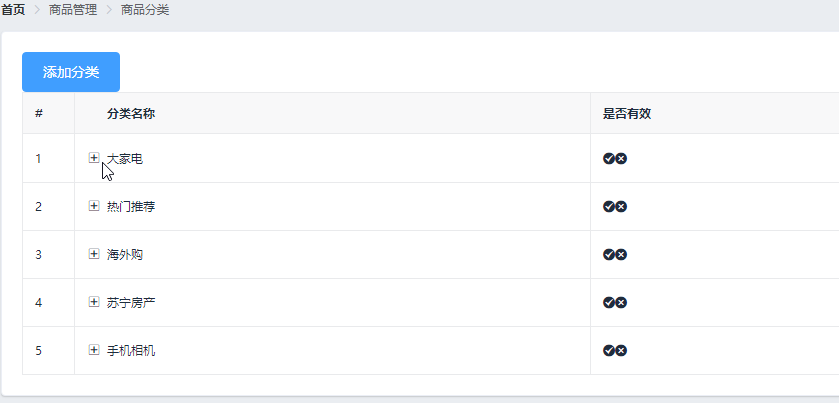 首页 > 商品管理 > 商品分类
添加分类
# 分类名称 是否有效
1 大家电
2 热门推荐
3 海外购
4 苏宁房产
5 手机相机